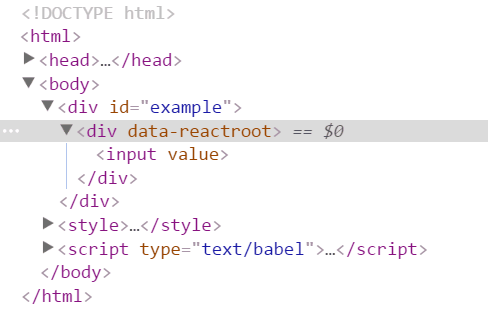 <!DOCTYPE html>
<html>
<head>…</head>
<body>
<div id="example">
<div data-reactroot> == $0
<input value>
</div>
</div>
<style>…</style>
<script type="text/babel">…</script>
</body>
</html>